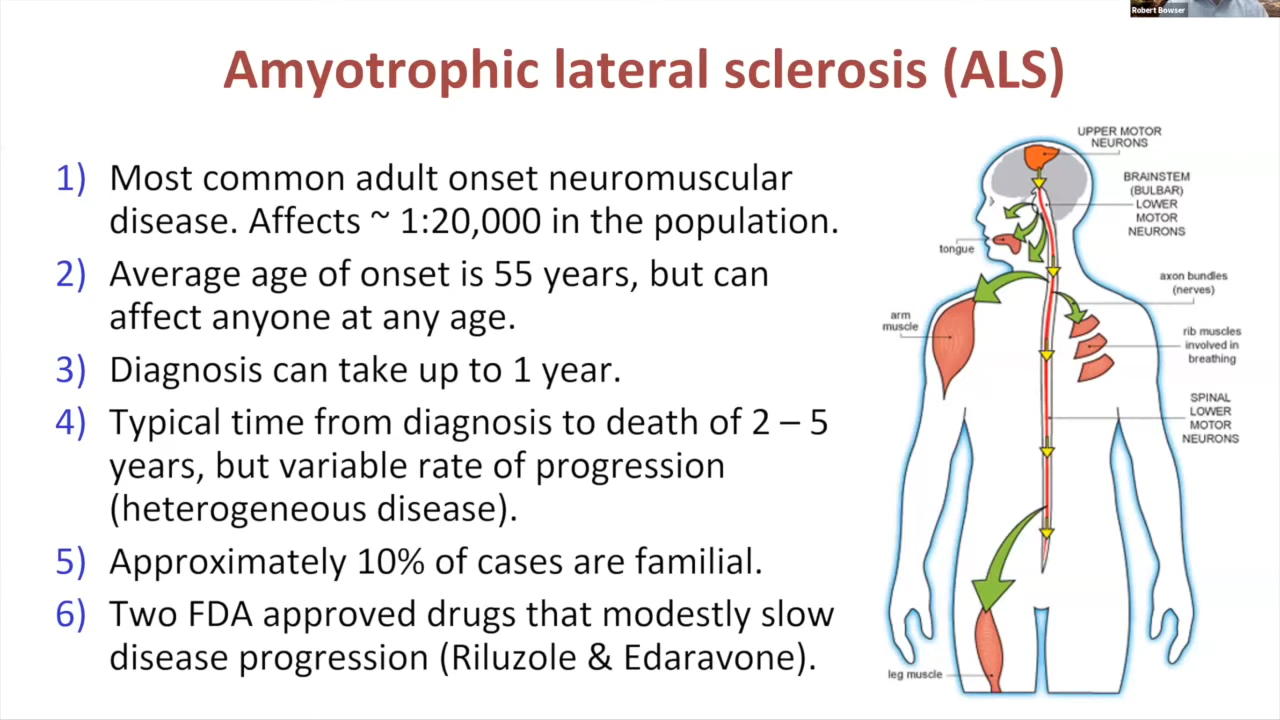 Robert Bowser
Amyotrophic lateral sclerosis (ALS)
1) Most common adult onset neuromuscular
disease. Affects ~ 1:20,000 in the population.
2) Average age of onset is 55 years, but can
affect anyone at any age.
3) Diagnosis can take up to 1 year.
4) Typical time from diagnosis to death of 2 – 5
years, but variable rate of progression
(heterogeneous disease).
5) Approximately 10% of cases are familial.
6) Two FDA approved drugs that modestly slow
disease progression (Riluzole & Edaravone).
UPPER MOTOR
NEURONS
BRAINSTEM
(BULBAR)
LOWER
MOTOR
NEURONS
tongue
axon bundles
(nerves)
arm
muscle
rib muscles
involved in
breathing
SPINAL
LOWER
MOTOR
NEURONS
leg muscle